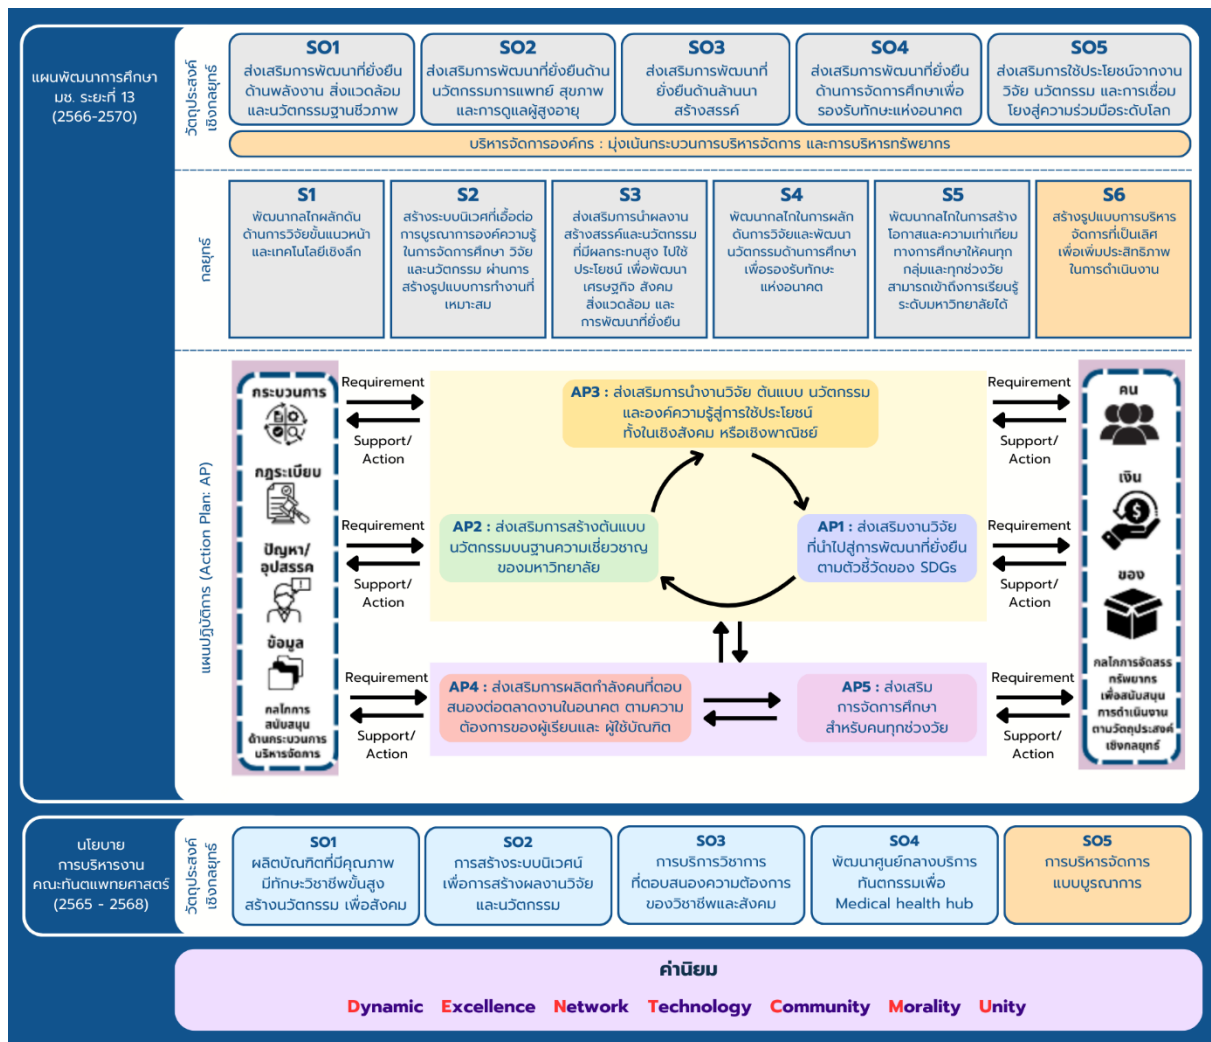 แผนพัฒนาการศึกษา
มช. ระยะที่ 13
(2566-2570)
วัตถุประสงค์
เชิงกลยุทธ์
SO1
ส่งเสริมการพัฒนาที่ยั่งยืน
ด้านพลังงาน สิ่งแวดล้อม
และนวัตกรรมฐานชีวภาพ
SO2
ส่งเสริมการพัฒนาที่ยั่งยืนด้าน
นวัตกรรมการแพทย์ สุขภาพ
และการดูแลผู้สูงอายุ
SO3
ส่งเสริมการพัฒนาที่
ยั่งยืนด้านล้านนา
สร้างสรรค์
SO4
ส่งเสริมการพัฒนาที่ยั่งยืน
ด้านการจัดการศึกษาเพื่อ
รองรับทักษะแห่งอนาคต
SO5
ส่งเสริมการใช้ประโยชน์จากงาน
วิจัย นวัตกรรม และการเชื่อม
โยงสู่ความร่วมมือระดับโลก
บริหารจัดการองค์กร : มุ่งเน้นกระบวนการบริหารจัดการ และการบริหารทรัพยากร
กลยุทธ์
S1
พัฒนากลไกผลักดัน
ด้านการวิจัยขั้นแนวหน้า
และเทคโนโลยีเชิงลึก
S2
สร้างระบบนิเวศที่เอื้อต่อ
การบูรณาการองค์ความรู้
ในการจัดการศึกษา วิจัย
และนวัตกรรม ผ่านการ
สร้างรูปแบบการทำงานที่
เหมาะสม
S3
ส่งเสริมการนำผลงาน
สร้างสรรค์และนวัตกรรม
ที่มีผลกระทบสูง ไปใช้
ประโยชน์ เพื่อพัฒนา
เศรษฐกิจ สังคม
สิ่งแวดล้อม และ
การพัฒนาที่ยั่งยืน
S4
พัฒนากลไกในการผลัก
ดันการวิจัยและพัฒนา
นวัตกรรมด้านการศึกษา
เพื่อรองรับทักษะ
แห่งอนาคต
S5
พัฒนากลไกในการสร้าง
โอกาสและความเท่าเทียม
ทางการศึกษาให้คนทุก
กลุ่มและทุกช่วงวัย
สามารถเข้าถึงการเรียนรู้
ระดับมหาวิทยาลัยได้
S6
สร้างรูปแบบการบริหาร
จัดการที่เป็นเลิศ
เพื่อเพิ่มประสิทธิภาพ
ในการดำเนินงาน
แผนปฏิบัติการ (Action Plan: AP)
กระบวนการ
กฎระเบียบ
ปัญหา/
อุปสรรค
ข้อมูล
กลไกการ
สนับสนุน
ด้านกระบวนการ
บริหารจัดการ
Requirement
Support/
Action
Requirement
Support/
Action
Requirement
Support/
Action
AP3 : ส่งเสริมการนำงานวิจัย ต้นแบบ นวัตกรรม
และองค์ความรู้สู่การใช้ประโยชน์
ทั้งในเชิงสังคม หรือเชิงพาณิชย์
AP2 : ส่งเสริมการสร้างต้นแบบ
นวัตกรรมบนฐานความเชี่ยวชาญ
ของมหาวิทยาลัย
AP1 : ส่งเสริมงานวิจัย
ที่นำไปสู่การพัฒนาที่ยั่งยืน
ตามตัวชี้วัดของ SDGs
AP4 : ส่งเสริมการผลิตกำลังคนที่ตอบ
สนองต่อตลาดงานในอนาคต ตามความ
ต้องการของผู้เรียนและ ผู้ใช้บัณฑิต
AP5 : ส่งเสริม
การจัดการศึกษา
สำหรับคนทุกช่วงวัย
Requirement
Support/
Action
Requirement
Support/
Action
Requirement
Support/
Action
คน
เงิน
ของ
กลไกการจัดสรร
ทรัพยากร
เพื่อสนับสนุน
การดำเนินงาน
ตามวัตถุประสงค์
เชิงกลยุทธ์
นโยบาย
การบริหารงาน
คณะทันตแพทยศาสตร์
(2565 - 2568)
วัตถุประสงค์
เชิงกลยุทธ์
SO1
ผลิตบัณฑิตที่มีคุณภาพ
มีทักษะวิชาชีพขั้นสูง
สร้างนวัตกรรม เพื่อสังคม
SO2
การสร้างระบบนิเวศน์
เพื่อการสร้างผลงานวิจัย
และนวัตกรรม
SO3
การบริการวิชาการ
ที่ตอบสนองความต้องการ
ของวิชาชีพและสังคม
SO4
พัฒนาศูนย์กลางบริการ
ทันตกรรมเพื่อ
Medical health hub
SO5
การบริหารจัดการ
แบบบูรณาการ
ค่านิยม
Dynamic Excellence Network Technology Community Morality Unity